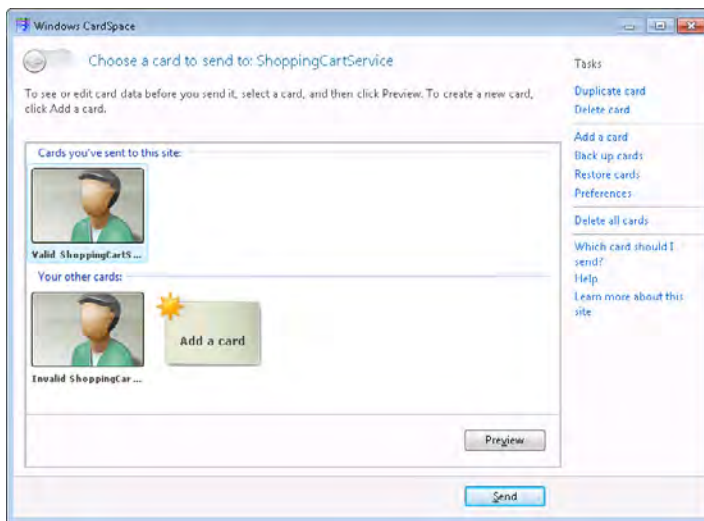 Windows CardSpace
Choose a card to send to: ShoppingCartService
To see or edit card data before you send it, select a card, and then click Preview. To create a new card,
click Add a card.
Cards you've sent to this site:
Valid ShoppingCartS...
Your other cards:
Add a card
Invalid ShoppingCar...
Preview
Send
Tasks
Duplicate card
Delete card
Add a card
Back up cards
Restore cards
Preferences
Delete all cards
Which card should I
send?
Help
Learn more about this
site